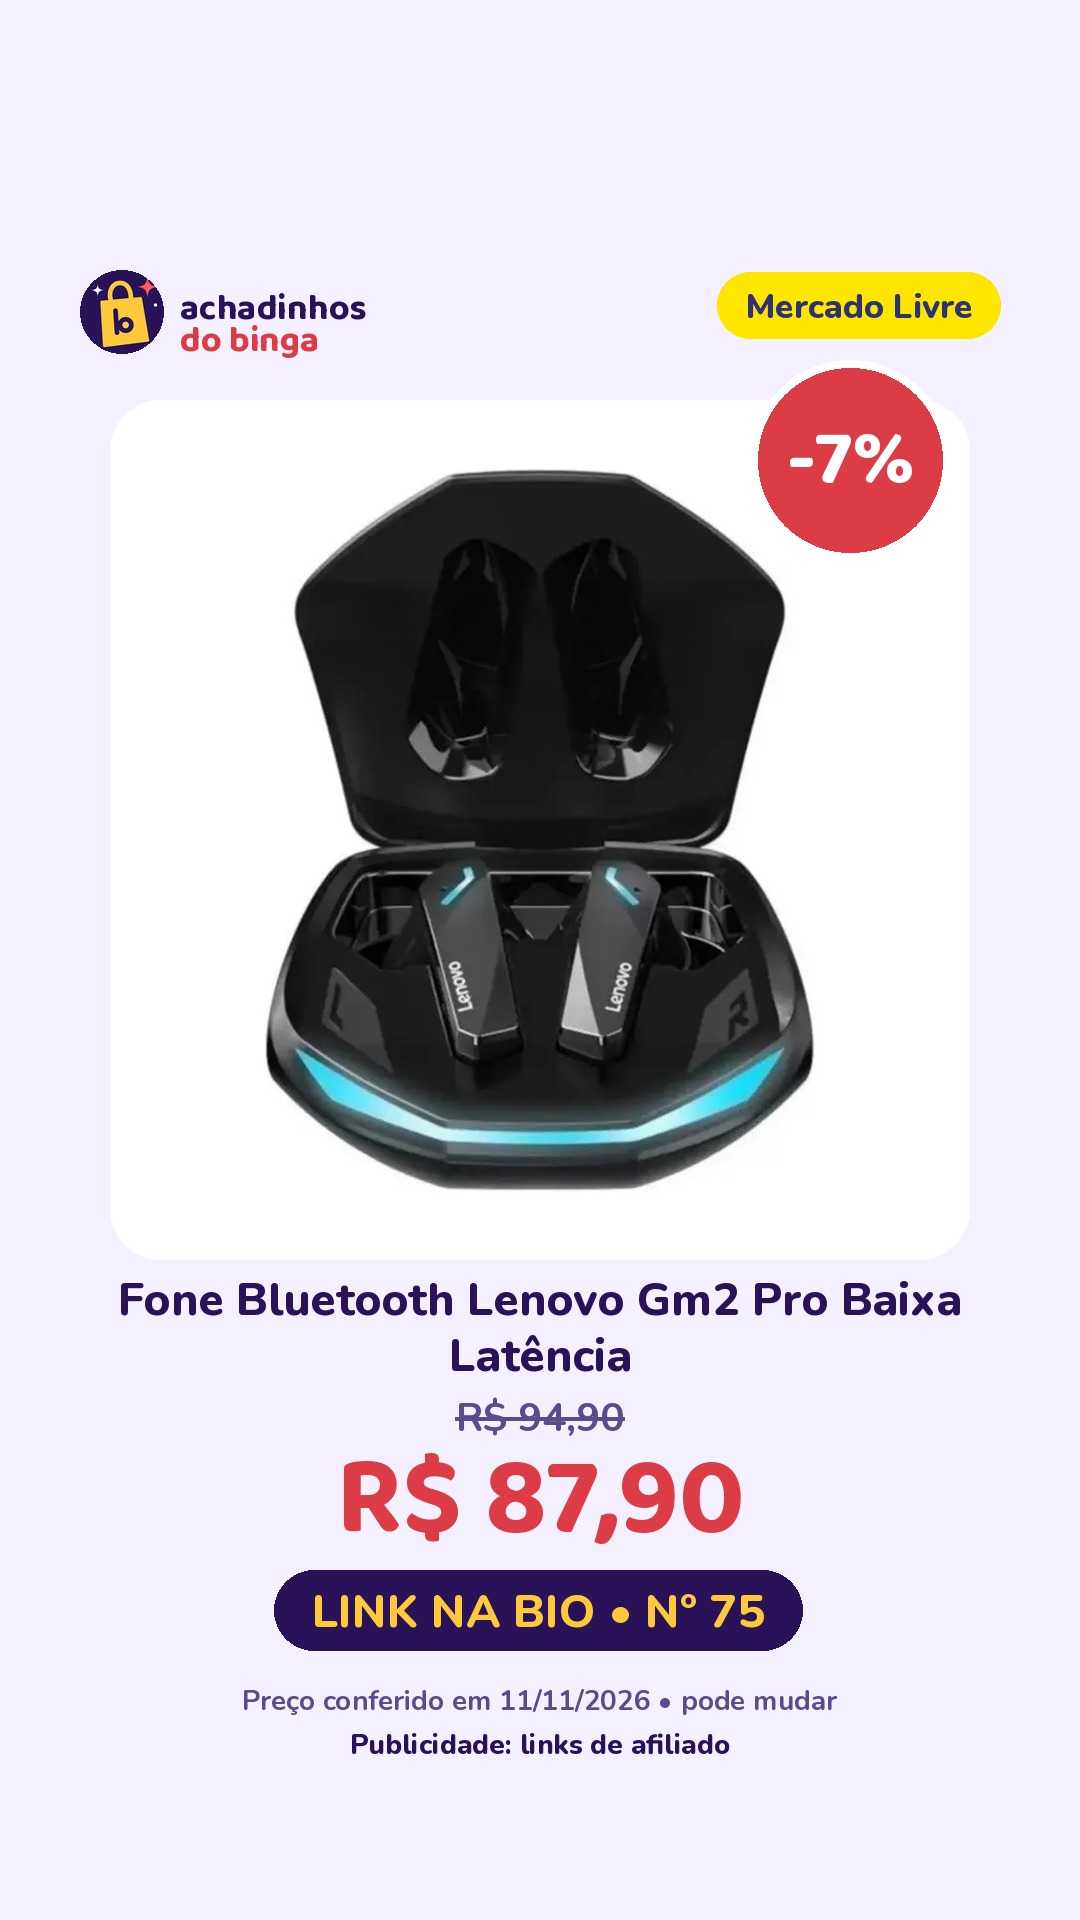 b
achadinhos
do binga
Mercado Livre
-7%
Lenovo
Lenovo
L
R
Fone Bluetooth Lenovo Gm2 Pro Baixa
Latência
R$ 94,90
R$ 87,90
LINK NA BIO • Nº 75
Preço conferido em 11/11/2026 • pode mudar
Publicidade: links de afiliado